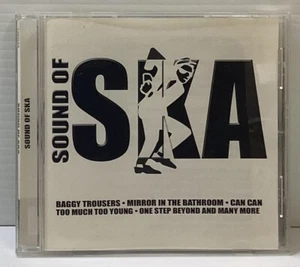 SOUND OF
SKA
BAGGY TROUSERS • MIRROR IN THE BATHROOM • CAN CAN
TOO MUCH TOO YOUNG • ONE STEP BEYOND AND MANY MORE
SOUND OF SKA